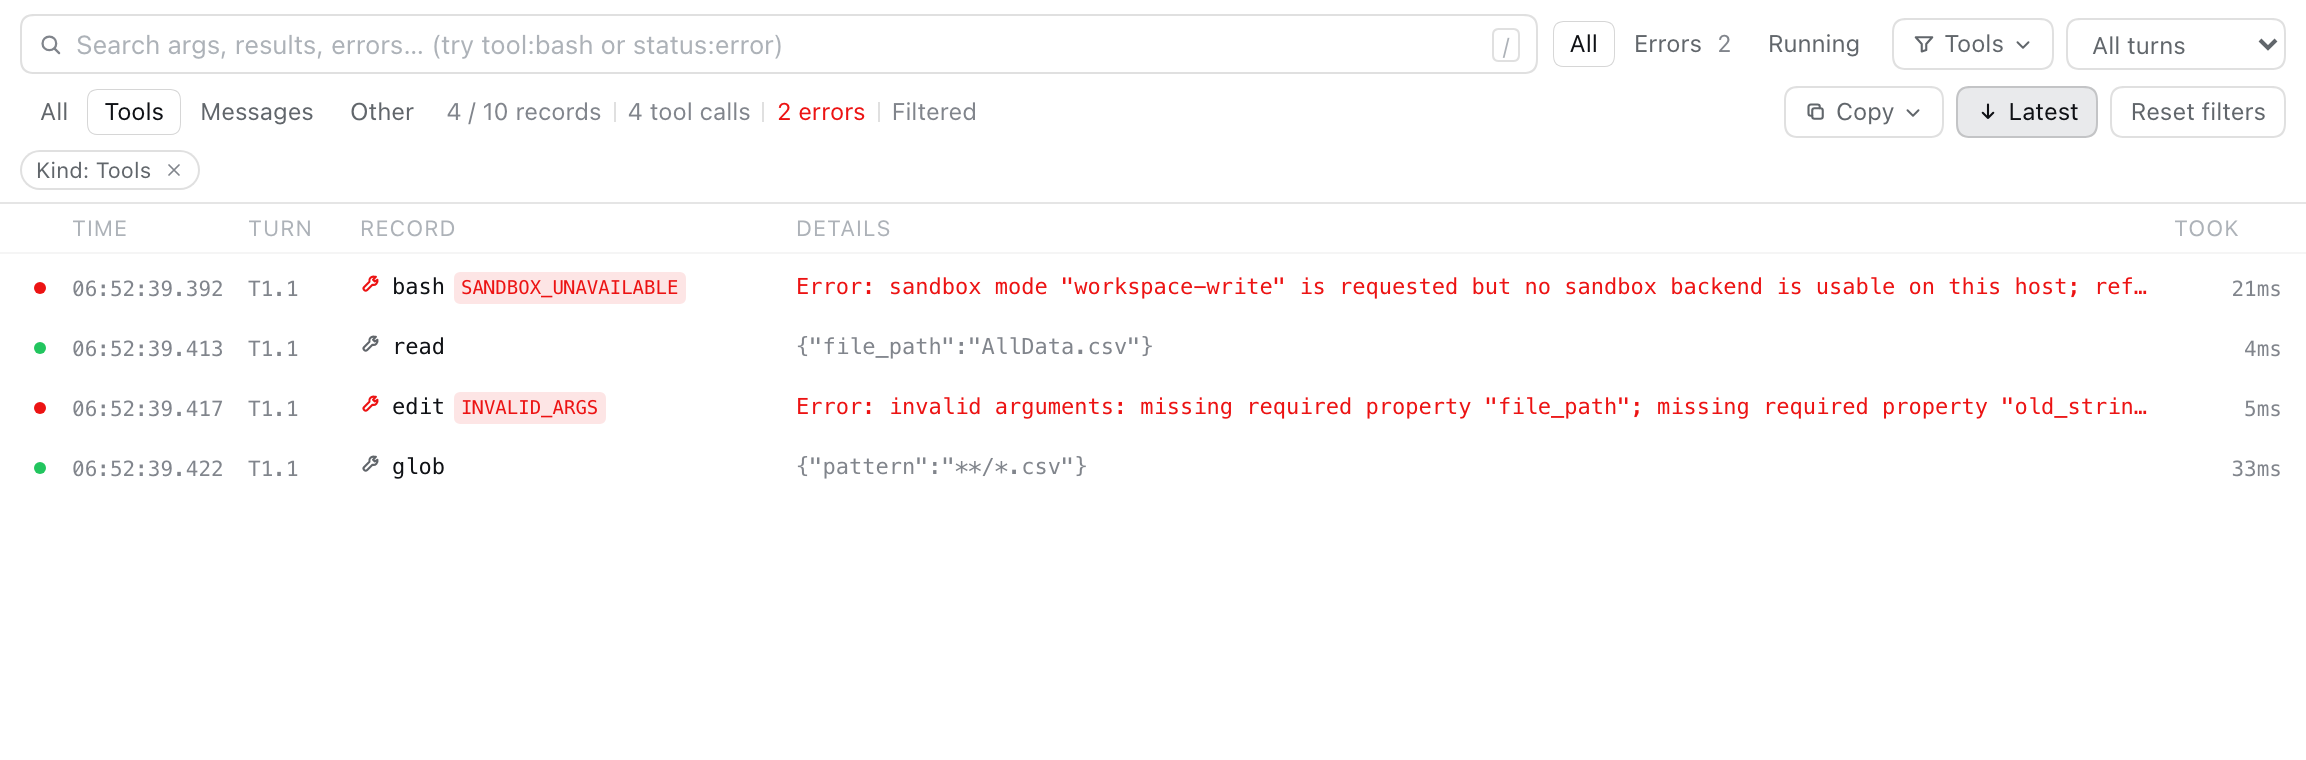 Search args, results, errors... (try tool:bash or status:error) / All Errors 2 Running Tools All turns
All Tools Messages Other 4 / 10 records 4 tool calls 2 errors Filtered Copy ↓ Latest Reset filters
Kind: Tools ×
TIME TURN RECORD DETAILS TOOK
06:52:39.392 T1.1 bash SANDBOX_UNAVAILABLE Error: sandbox mode "workspace-write" is requested but no sandbox backend is usable on this host; ref… 21ms
06:52:39.413 T1.1 read {"file_path":"AllData.csv"} 4ms
06:52:39.417 T1.1 edit INVALID_ARGS Error: invalid arguments: missing required property "file_path"; missing required property "old_strin… 5ms
06:52:39.422 T1.1 glob {"pattern":"**/*.csv"} 33ms